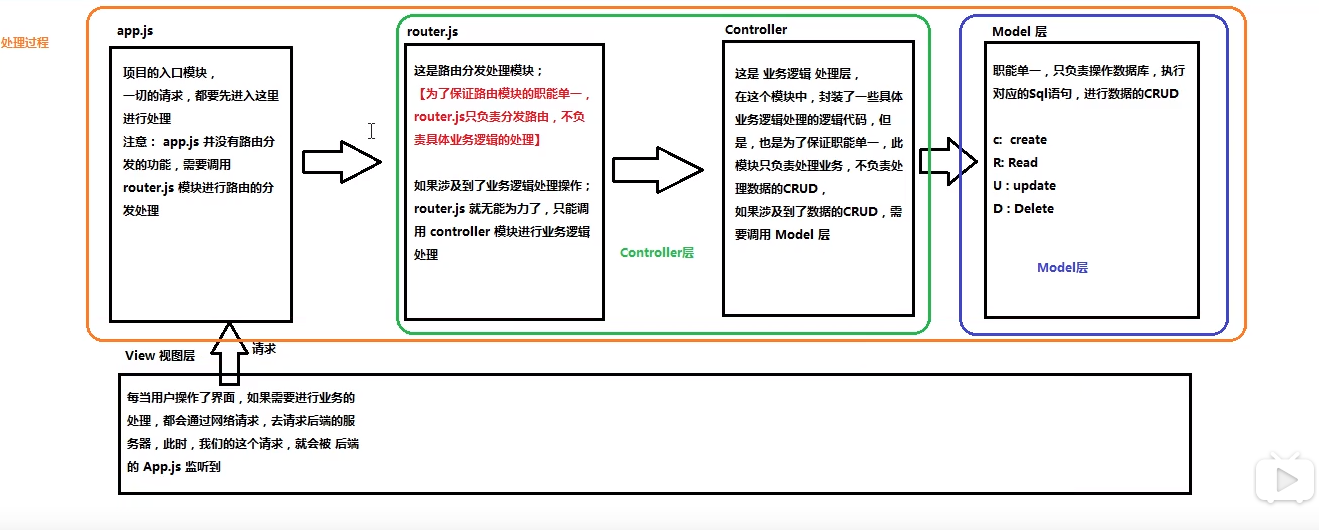 处理过程
app.js
项目的入口模块，
一切的请求，都要先进入这里
进行处理
注意： app.js 并没有路由分
发的功能，需要调用
router.js 模块进行路由的分
发处理
router.js
这是路由分发处理模块；
【为了保证路由模块的职能单一，
router.js只负责分发路由，不负
责具体业务逻辑的处理】
如果涉及到了业务逻辑处理操作；
router.js 就无能为力了，只能调
用 controller 模块进行业务逻辑
处理
Controller层
Controller
这是 业务逻辑 处理层，
在这个模块中，封装了一些具体
业务逻辑处理的逻辑代码，但
是，也是为了保证职能单一，此
模块只负责处理业务，不负责处
理数据的CRUD，
如果涉及到了数据的CRUD，需
要调用 Model 层
Model 层
职能单一，只负责操作数据库，执行
对应的Sql语句，进行数据的CRUD
c:  create
R: Read
U : update
D : Delete
Model层
View 视图层
请求
每当用户操作了界面，如果需要进行业务的
处理，都会通过网络请求，去请求后端的服
务器，此时，我们的这个请求，就会被 后端
的 App.js 监听到